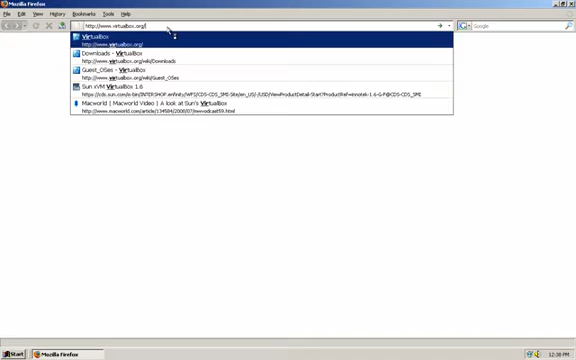 Mozilla Firefox
File Edit View History Bookmarks Tools Help
http://www.virtualbox.org/
Google
VirtualBox
http://www.virtualbox.org/
Downloads - VirtualBox
http://www.virtualbox.org/wiki/Downloads
Guest_OSes - VirtualBox
http://www.virtualbox.org/wiki/Guest_OSes
Sun xVM VirtualBox 1.6
Macworld | Macworld Video | A look at Sun's VirtualBox
Start
Mozilla Firefox
12:38 PM